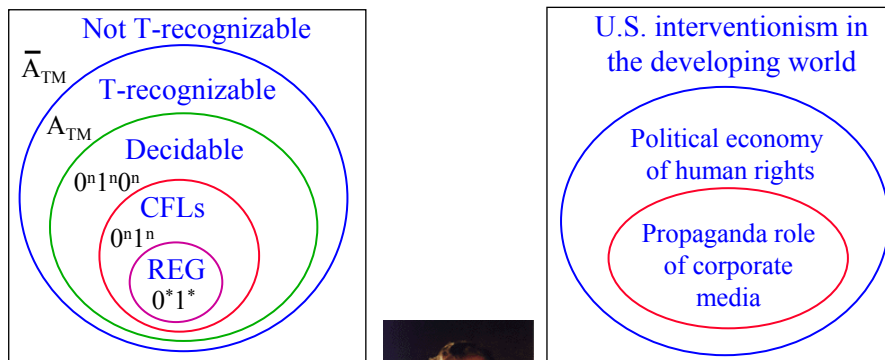 Not T-recognizable
A̅TM
T-recognizable
ATM
Decidable
0ⁿ1ⁿ0ⁿ
CFLs
0ⁿ1ⁿ
REG
0*1*
U.S. interventionism in
the developing world
Political economy
of human rights
Propaganda role
of corporate
media